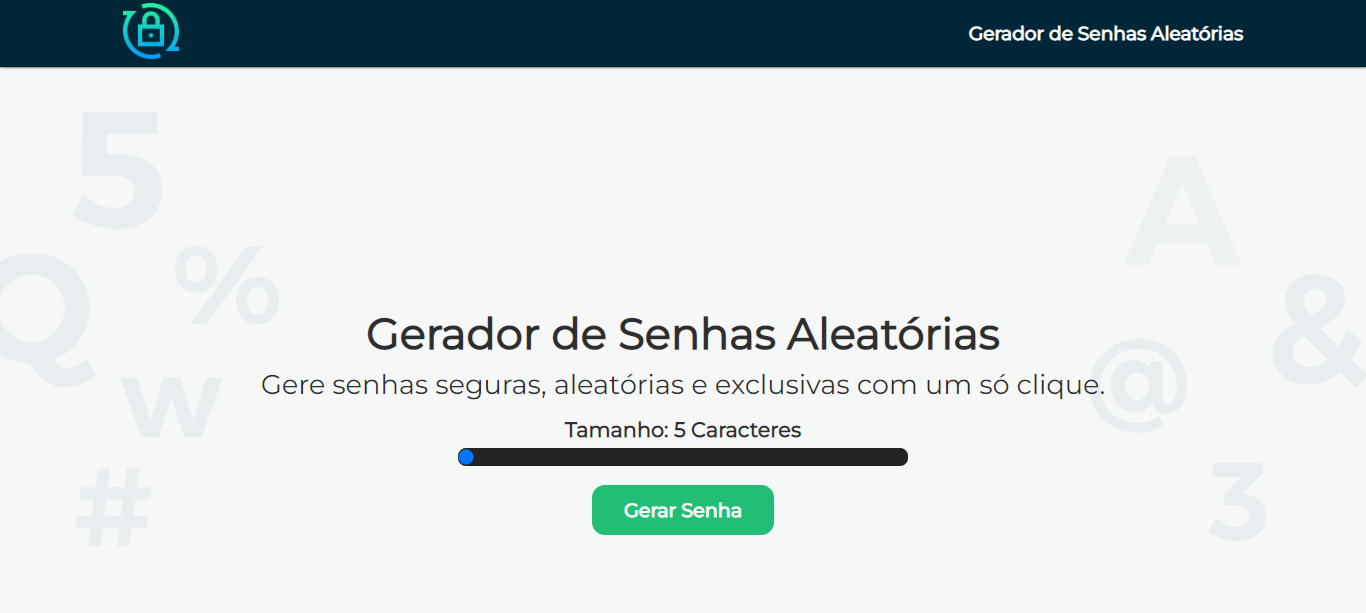 Gerador de Senhas Aleatórias
5
A
Q
%
&
Gerador de Senhas Aleatórias
Gere senhas seguras, aleatórias e exclusivas com um só clique.
@
w
Tamanho: 5 Caracteres
#
3
Gerar Senha